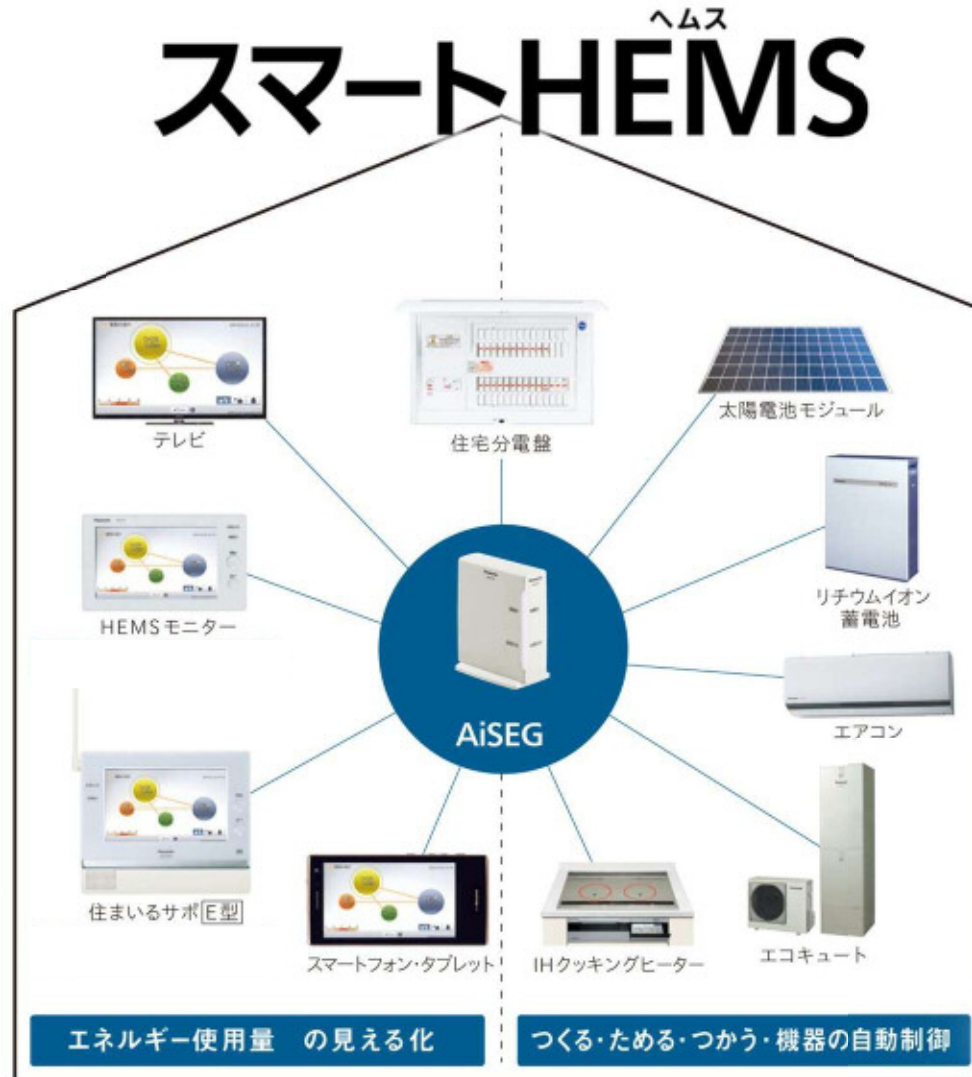 ヘムス
スマートHEMS
テレビ
住宅分電盤
太陽電池モジュール
HEMSモニター
リチウムイオン
蓄電池
AiSEG
エアコン
住まいるサポE型
スマートフォン・タブレット
IHクッキングヒーター
エコキュート
エネルギー使用量 の見える化
つくる・ためる・つかう・機器の自動制御